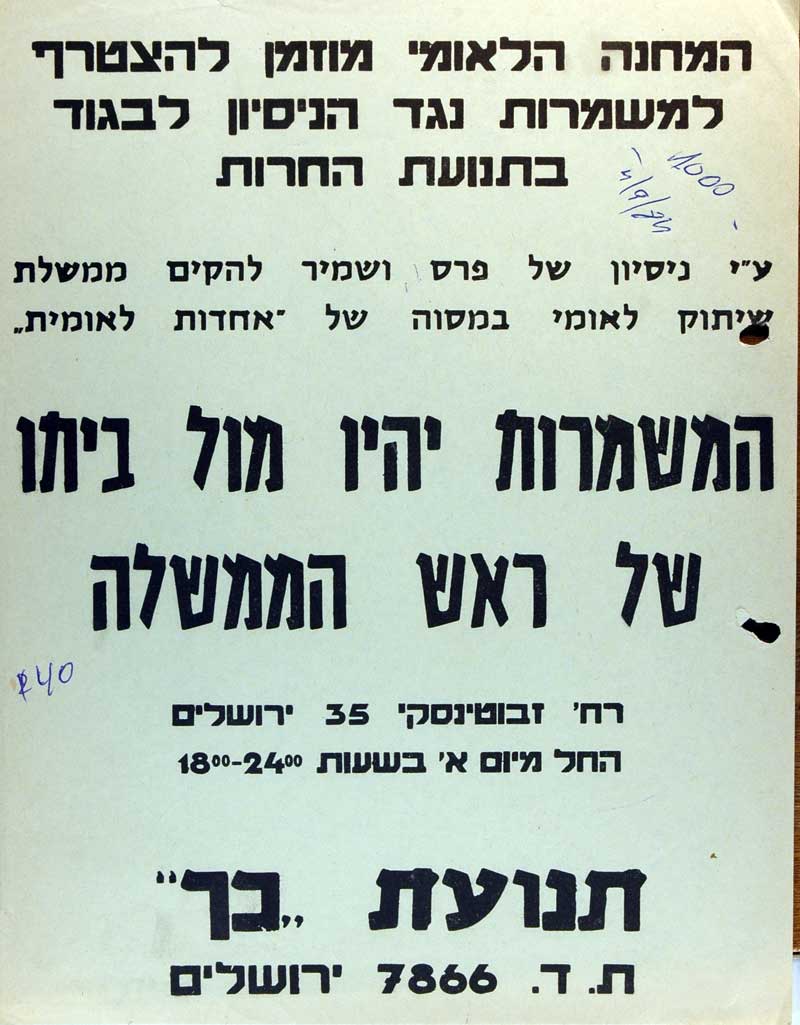 המחנה הלאומי מוזמן להצטרף
למשמרות נגד הניסיון לבגוד
בתנועת החרות
1000
ע"י ניסיון של פרס ושמיר להקים ממשלת
שיתוק לאומי במסוה של "אחדות לאומית"
המשמרות יהיו מול ביתו
של ראש הממשלה
40
רח' זבוטינסקי 35 ירושלים
החל מיום א' בשעות 18⁰⁰-24⁰⁰
תנועת „כך"
ת. ד. 7866 ירושלים